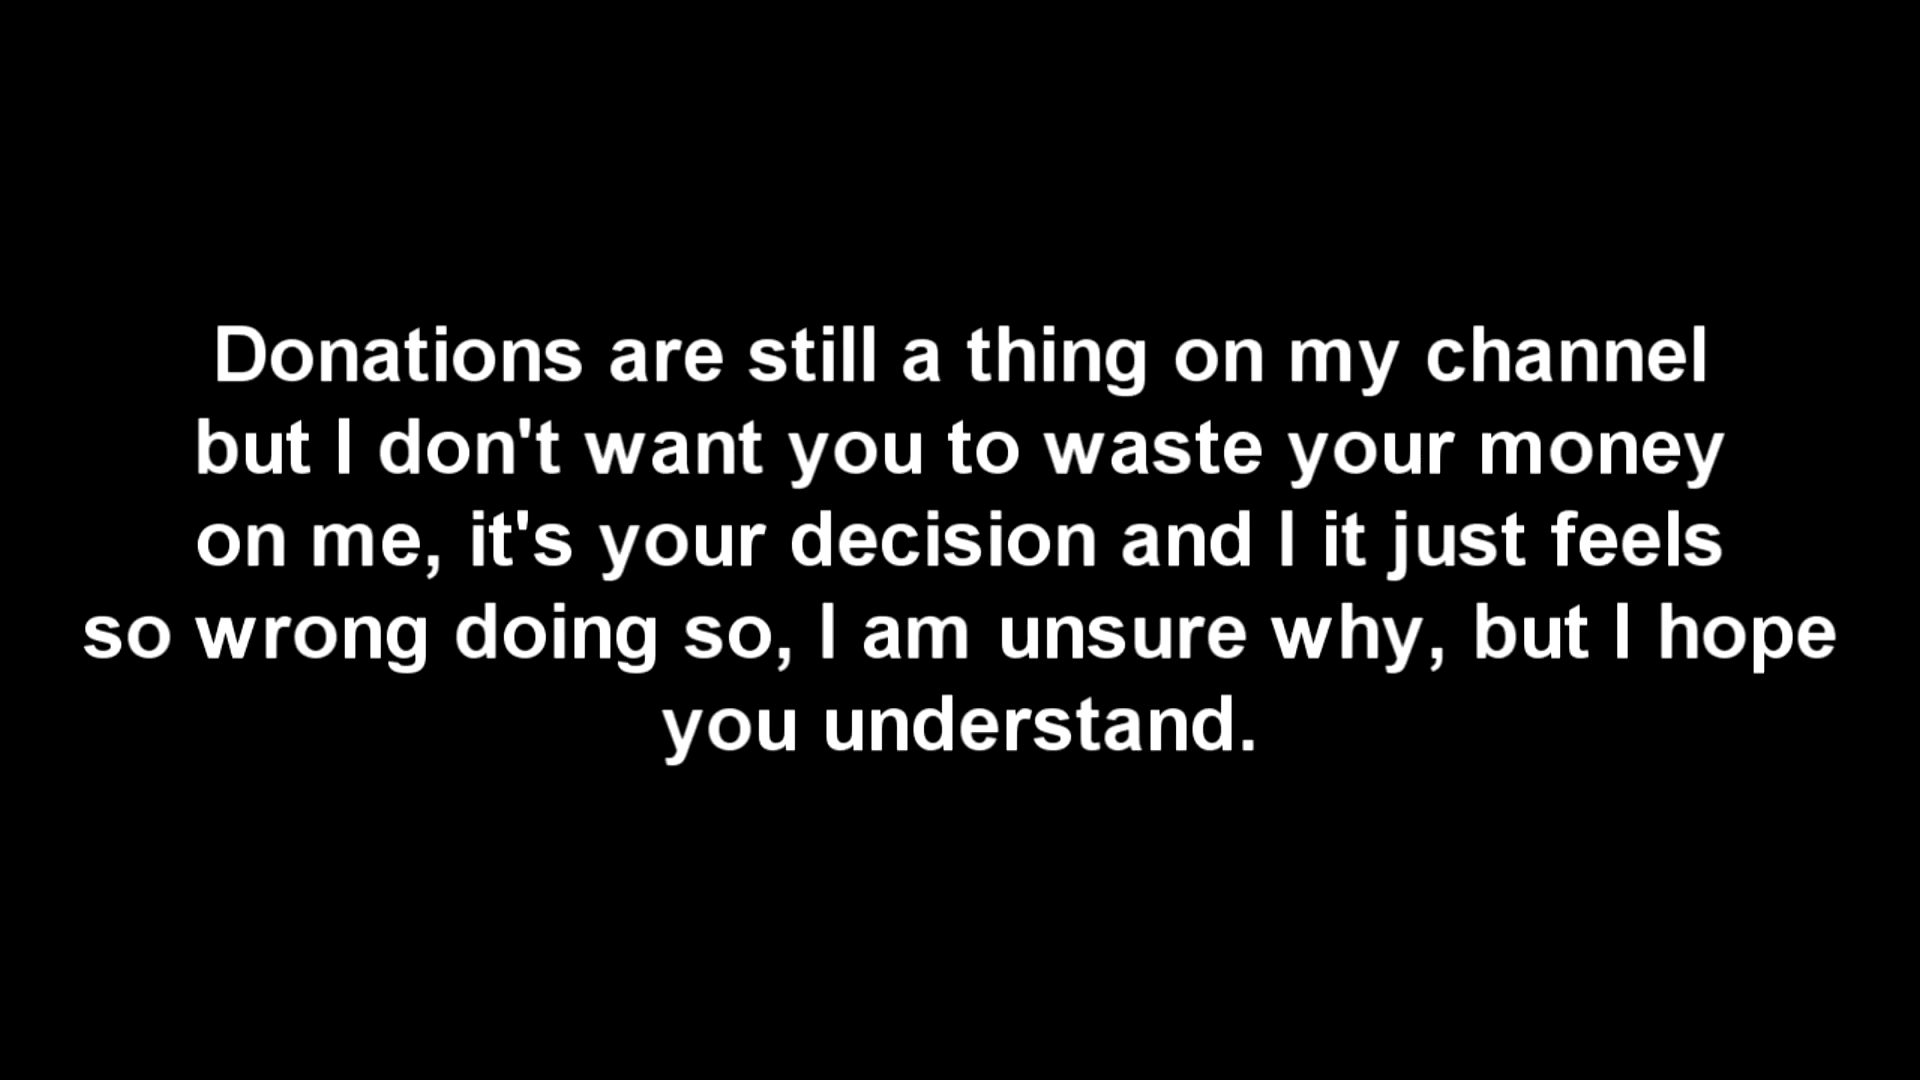 Donations are still a thing on my channel
but I don't want you to waste your money
on me, it's your decision and I it just feels
so wrong doing so, I am unsure why, but I hope
you understand.